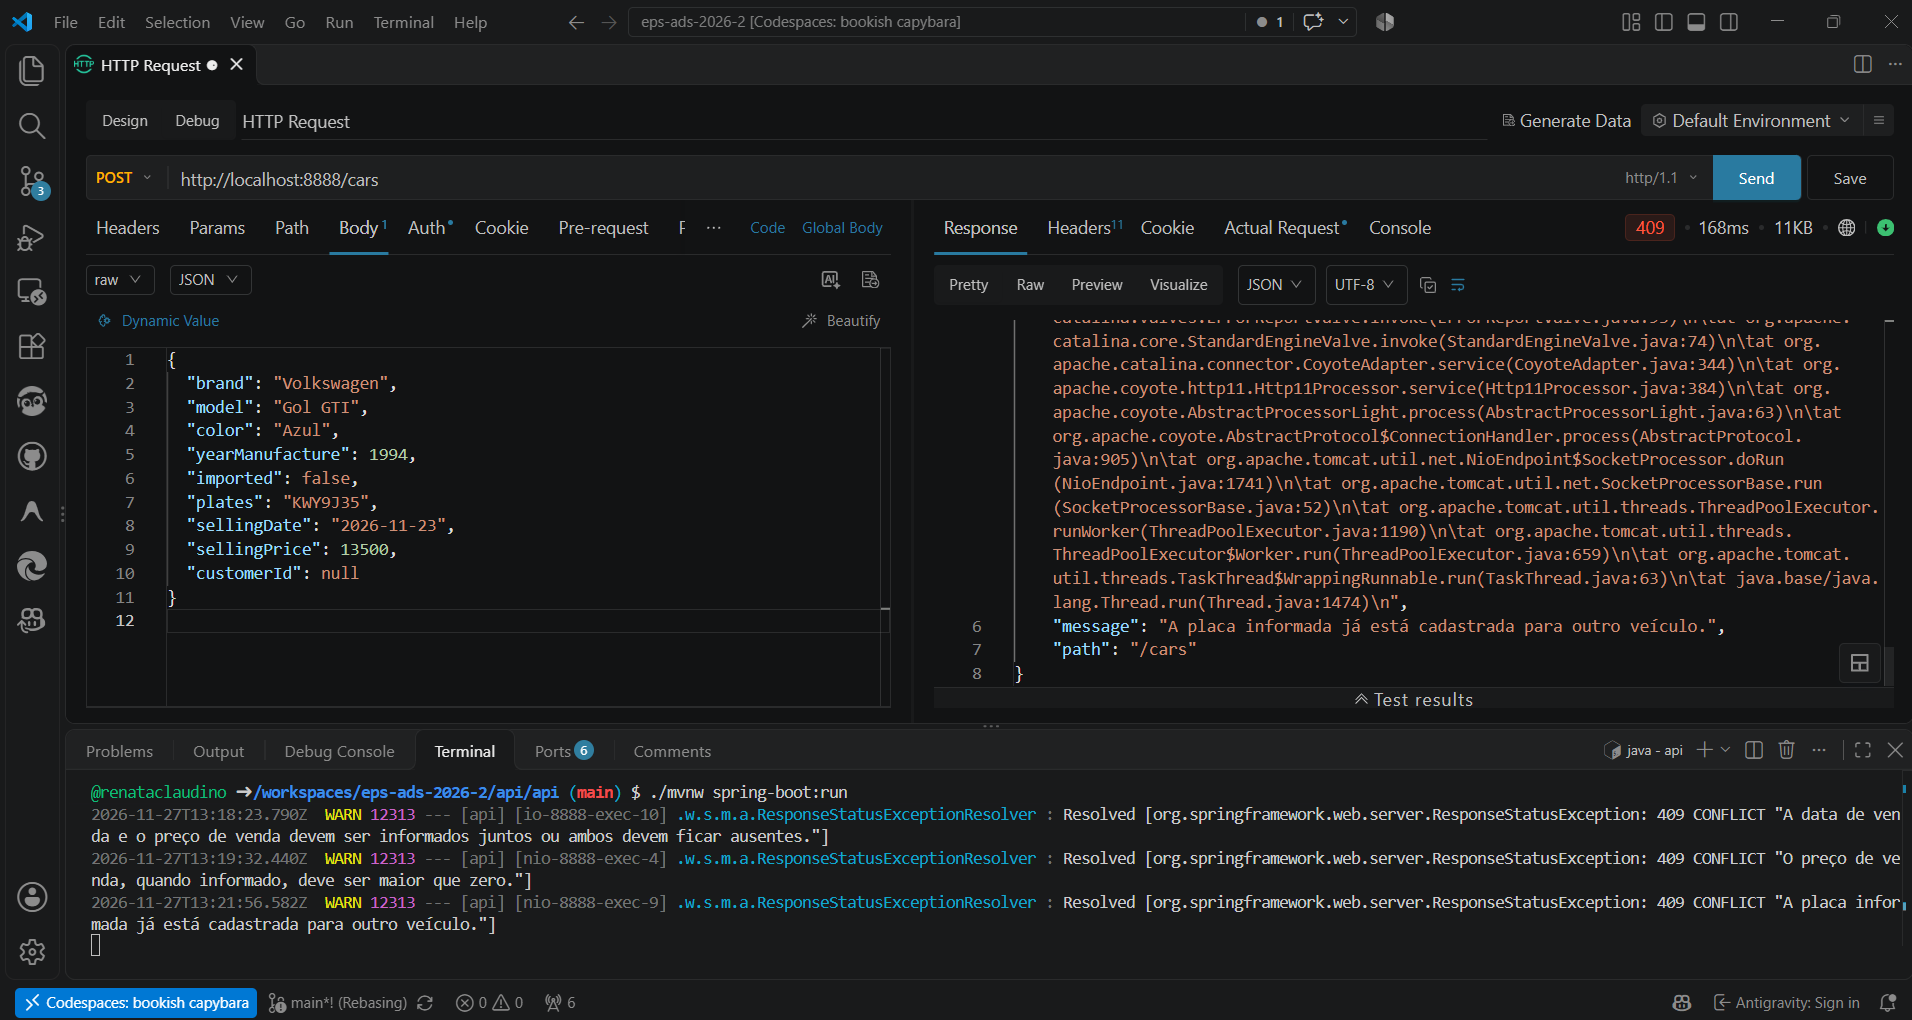 File Edit Selection View Go Run Terminal Help
eps-ads-2026-2 [Codespaces: bookish capybara]
1
HTTP HTTP Request
Design Debug HTTP Request
Generate Data Default Environment
POST http://localhost:8888/cars http/1.1 Send Save
3
Headers Params Path Body 1 Auth Cookie Pre-request ··· Code Global Body
Response Headers 11 Cookie Actual Request Console 409 168ms 11KB
raw JSON AI
Pretty Raw Preview Visualize JSON UTF-8
Dynamic Value Beautify
1 {
2 "brand": "Volkswagen",
3 "model": "Gol GTI",
4 "color": "Azul",
5 "yearManufacture": 1994,
6 "imported": false,
7 "plates": "KWY9J35",
8 "sellingDate": "2026-11-23",
9 "sellingPrice": 13500,
10 "customerId": null
11 }
12
catalina.valves.ErrorReportValve.invoke(ErrorReportValve.java:93)\n\tat org.apache.
catalina.core.StandardEngineValve.invoke(StandardEngineValve.java:74)\n\tat org.
apache.catalina.connector.CoyoteAdapter.service(CoyoteAdapter.java:344)\n\tat org.
apache.coyote.http11.Http11Processor.service(Http11Processor.java:384)\n\tat org.
apache.coyote.AbstractProcessorLight.process(AbstractProcessorLight.java:63)\n\tat
org.apache.coyote.AbstractProtocol$ConnectionHandler.process(AbstractProtocol.
java:905)\n\tat org.apache.tomcat.util.net.NioEndpoint$SocketProcessor.doRun
(NioEndpoint.java:1741)\n\tat org.apache.tomcat.util.net.SocketProcessorBase.run
(SocketProcessorBase.java:52)\n\tat org.apache.tomcat.util.threads.ThreadPoolExecutor.
runWorker(ThreadPoolExecutor.java:1190)\n\tat org.apache.tomcat.util.threads.
ThreadPoolExecutor$Worker.run(ThreadPoolExecutor.java:659)\n\tat org.apache.tomcat.
util.threads.TaskThread$WrappingRunnable.run(TaskThread.java:63)\n\tat java.base/java.
lang.Thread.run(Thread.java:1474)\n",
6 "message": "A placa informada já está cadastrada para outro veículo.",
7 "path": "/cars"
8 }
Test results
Problems Output Debug Console Terminal Ports 6 Comments java - api
@renataclaudino ➜/workspaces/eps-ads-2026-2/api/api (main) $ ./mvnw spring-boot:run
2026-11-27T13:18:23.790Z WARN 12313 --- [api] [io-8888-exec-10] .w.s.m.a.ResponseStatusExceptionResolver : Resolved [org.springframework.web.server.ResponseStatusException: 409 CONFLICT "A data de ven
da e o preço de venda devem ser informados juntos ou ambos devem ficar ausentes."]
2026-11-27T13:19:32.440Z WARN 12313 --- [api] [nio-8888-exec-4] .w.s.m.a.ResponseStatusExceptionResolver : Resolved [org.springframework.web.server.ResponseStatusException: 409 CONFLICT "O preço de ve
nda, quando informado, deve ser maior que zero."]
2026-11-27T13:21:56.582Z WARN 12313 --- [api] [nio-8888-exec-9] .w.s.m.a.ResponseStatusExceptionResolver : Resolved [org.springframework.web.server.ResponseStatusException: 409 CONFLICT "A placa infor
mada já está cadastrada para outro veículo."]
Codespaces: bookish capybara main*! (Rebasing) 0 0 6 Antigravity: Sign in